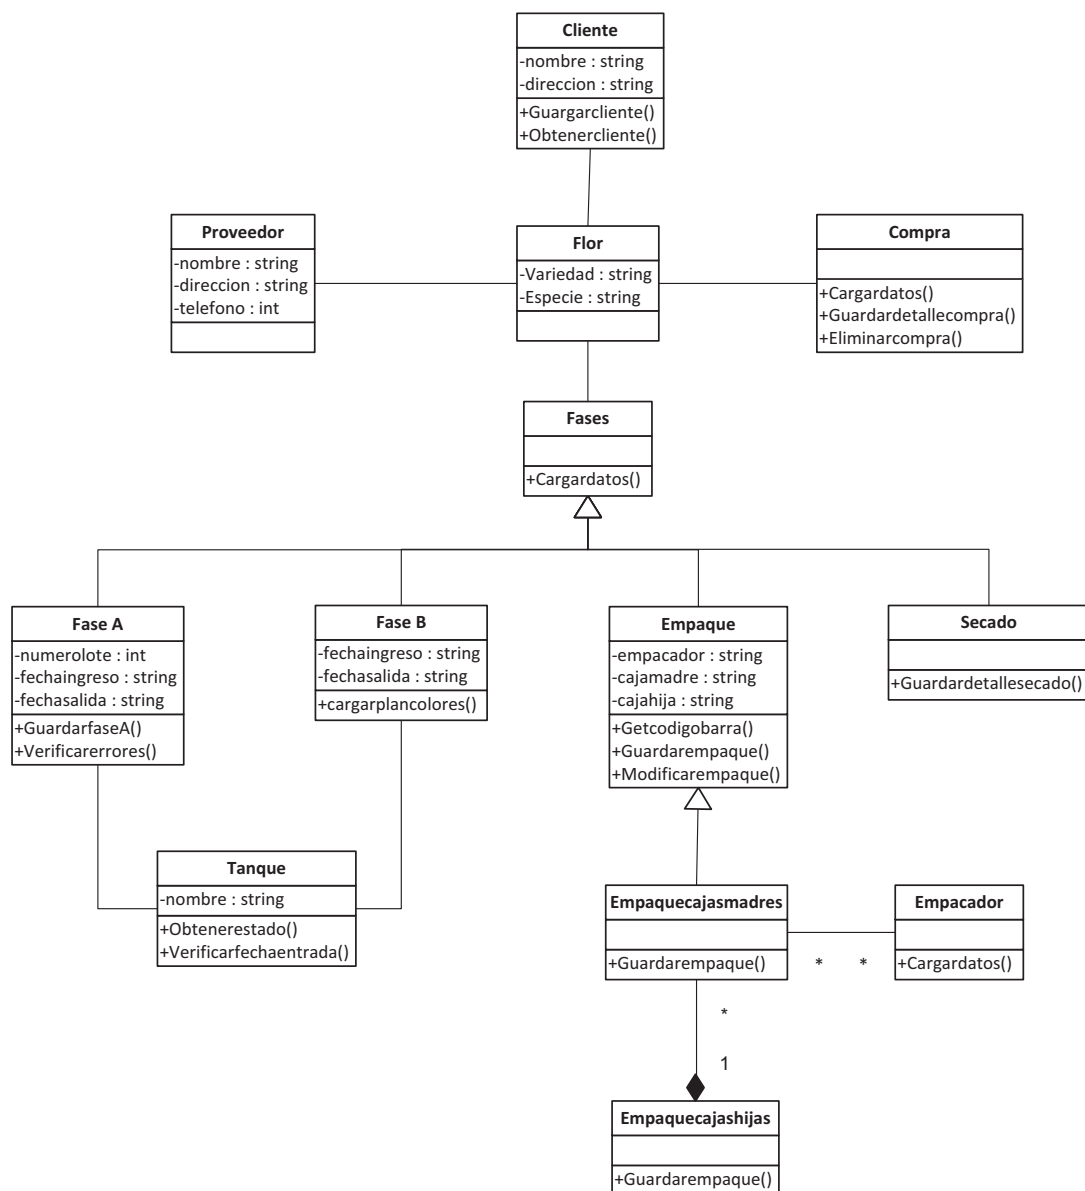 Cliente
-nombre : string
-direccion : string
+Guargarcliente()
+Obtenercliente()
Proveedor
-nombre : string
-direccion : string
-telefono : int
Flor
-Variedad : string
-Especie : string
Compra
+Cargardatos()
+Guardardetallecompra()
+Eliminarcompra()
Fases
+Cargardatos()
Fase A
-numerolote : int
-fechaingreso : string
-fechasalida : string
+GuardarfaseA()
+Verificarerrores()
Fase B
-fechaingreso : string
-fechasalida : string
+cargarplancolores()
Empaque
-empacador : string
-cajamadre : string
-cajahija : string
+Getcodigobarra()
+Guardarempaque()
+Modificarempaque()
Secado
+Guardardetallesecado()
Tanque
-nombre : string
+Obtenerestado()
+Verificarfechaentrada()
Empaquecajasmadres
+Guardarempaque()
* *
Empacador
+Cargardatos()
*
1
Empaquecajashijas
+Guardarempaque()